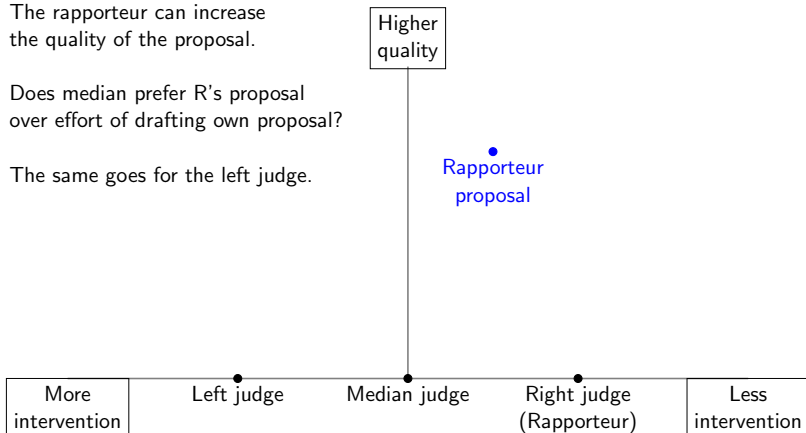 The rapporteur can increase
the quality of the proposal.
Does median prefer R's proposal
over effort of drafting own proposal?
The same goes for the left judge.
Higher
quality
Rapporteur
proposal
More
intervention
Left judge
Median judge
Right judge
(Rapporteur)
Less
intervention